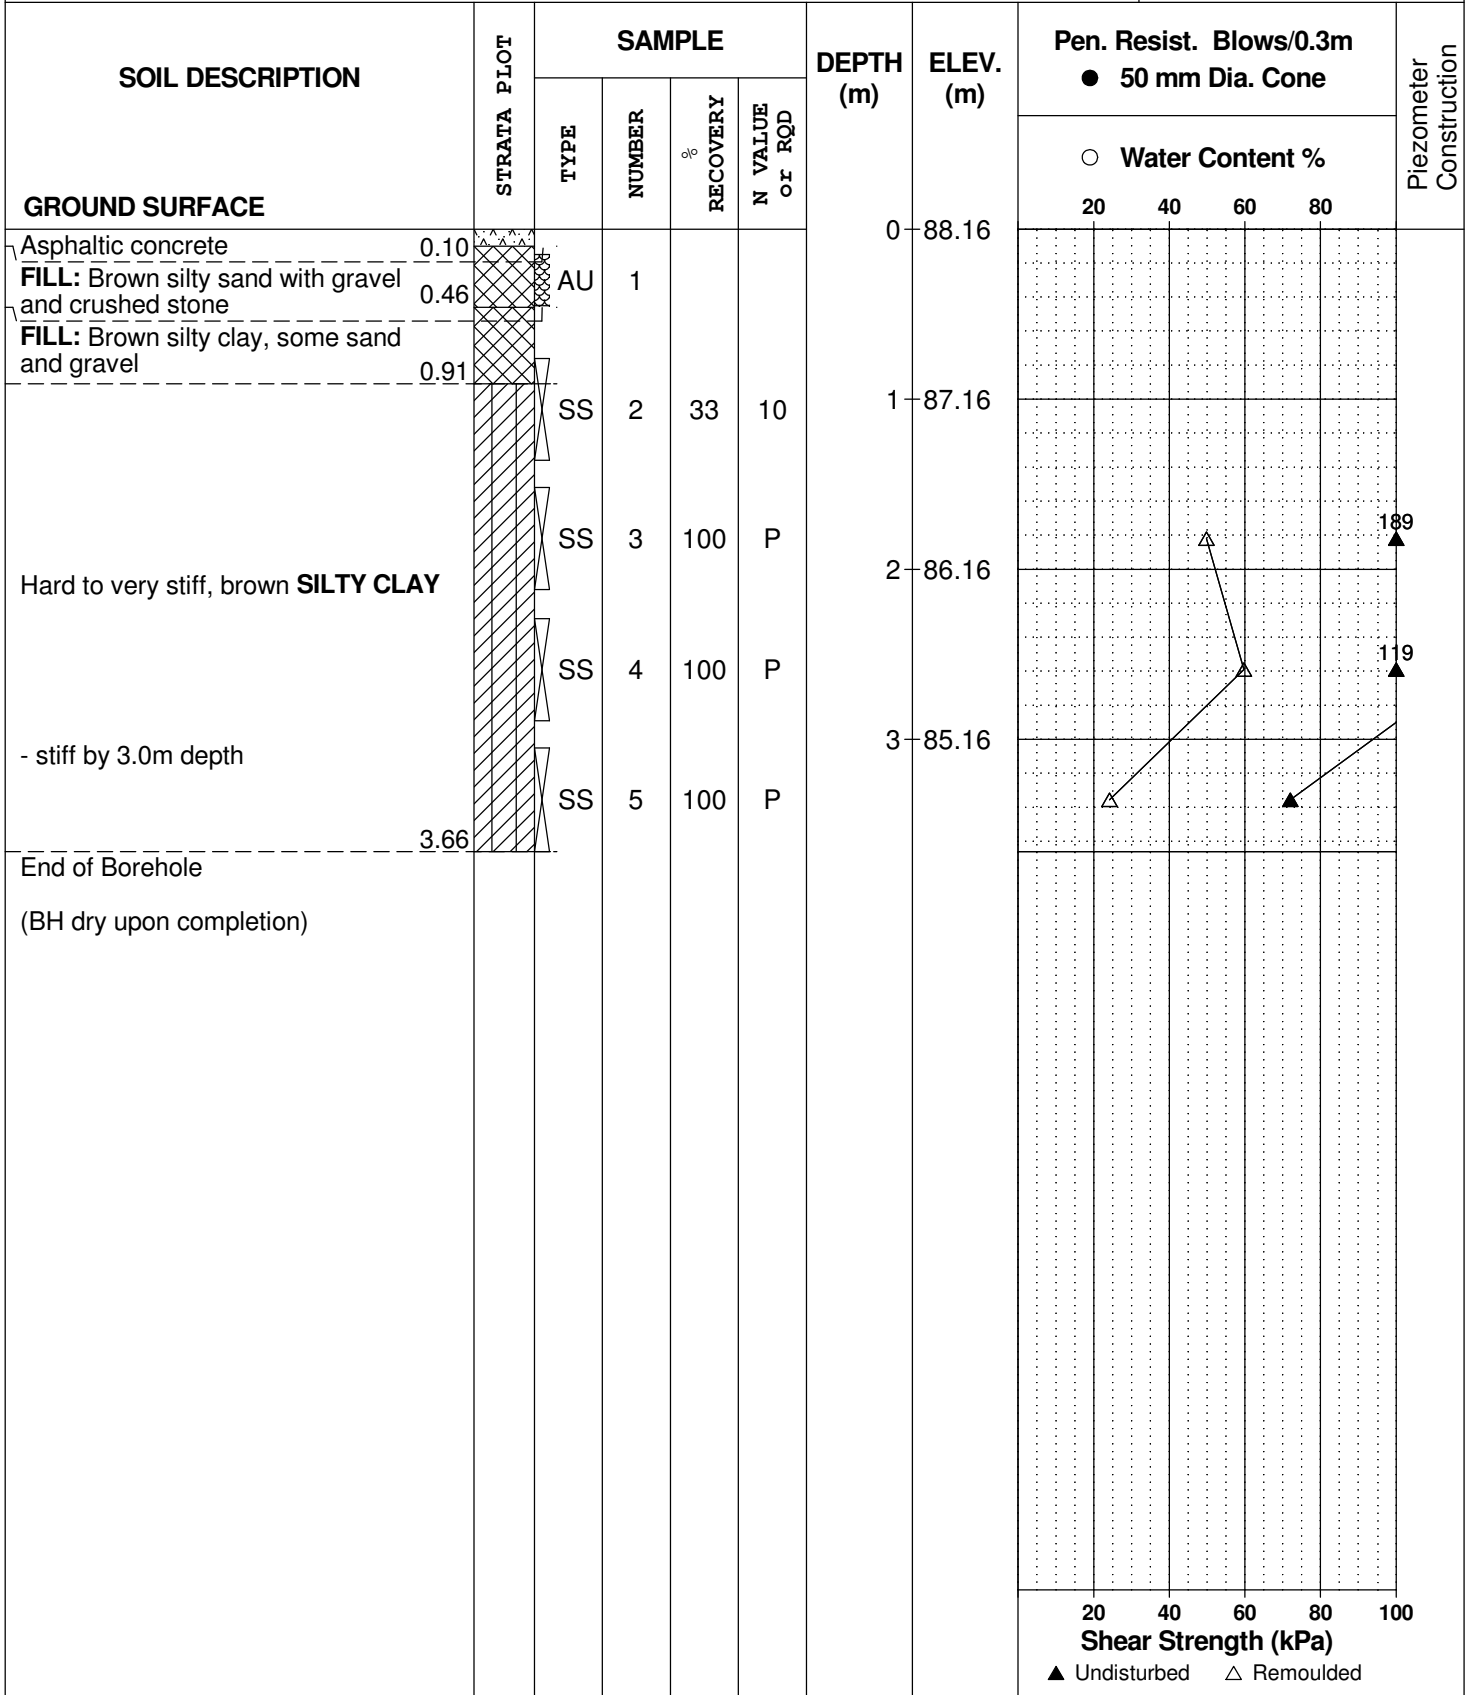 SOIL DESCRIPTION
GROUND SURFACE
STRATA PLOT
SAMPLE
TYPE
NUMBER
%
RECOVERY
N VALUE
or RQD
DEPTH
(m)
ELEV.
(m)
Pen. Resist. Blows/0.3m
● 50 mm Dia. Cone
○ Water Content %
20 40 60 80
Piezometer
Construction
0 88.16
Asphaltic concrete 0.10
FILL: Brown silty sand with gravel
and crushed stone 0.46
AU 1
FILL: Brown silty clay, some sand
and gravel 0.91
1 87.16
SS 2 33 10
189
SS 3 100 P
2 86.16
Hard to very stiff, brown SILTY CLAY
119
SS 4 100 P
3 85.16
- stiff by 3.0m depth
SS 5 100 P
3.66
End of Borehole
(BH dry upon completion)
20 40 60 80 100
Shear Strength (kPa)
▲ Undisturbed △ Remoulded